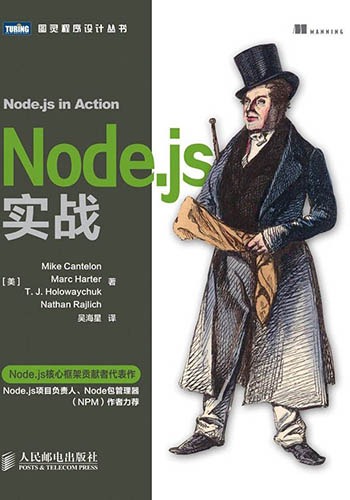 TURING 图灵程序设计丛书
MANNING
Node.js in Action
Node.js
实战
Mike Cantelon
[美] Marc Harter 著
T. J. Holowaychuk
Nathan Rajlich
吴海星 译
Node.js核心框架贡献者代表作
Node.js项目负责人、Node包管理器
（NPM）作者力荐
人民邮电出版社
POSTS & TELECOM PRESS